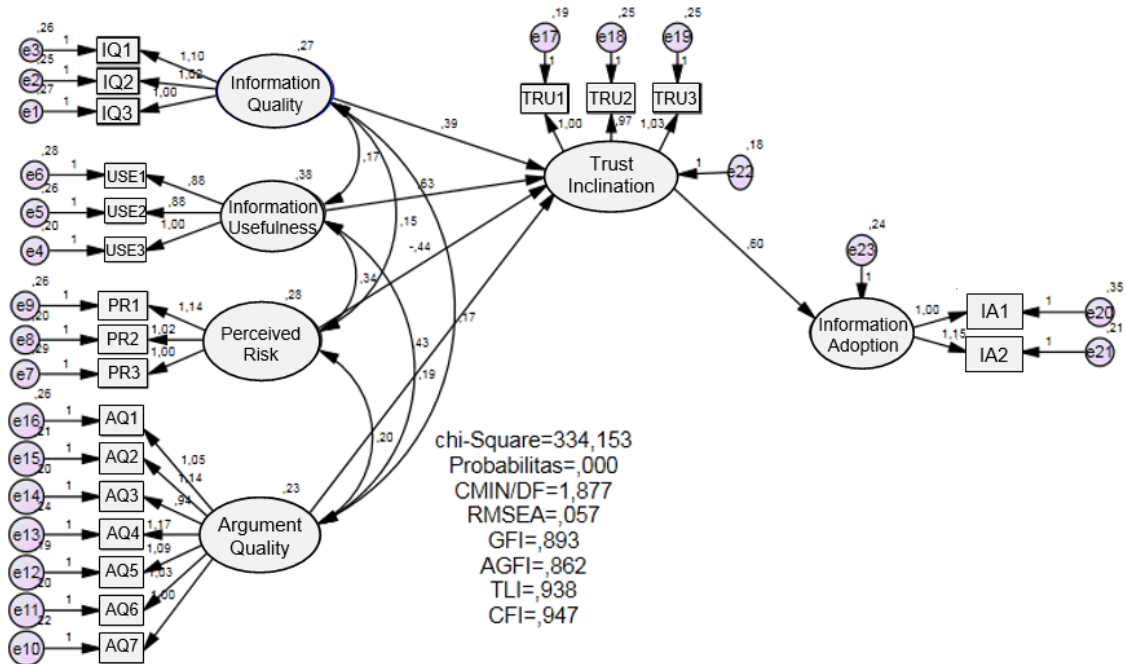 ,26
e3
1
IQ1
1,10
,25
e2
1
IQ2
1,02
,27
e1
1
IQ3
1,00
,27
Information
Quality
,28
e6
1
USE1
,88
,26
e5
1
USE2
,88
,20
e4
1
USE3
1,00
,38
Information
Usefulness
,26
e9
1
PR1
1,14
,20
e8
1
PR2
1,02
,29
e7
1
PR3
1,00
,28
Perceived
Risk
,26
e16
1
AQ1
1,05
,21
e15
1
AQ2
1,14
,20
e14
1
AQ3
,94
,24
e13
1
AQ4
1,17
,19
e12
1
AQ5
1,09
,20
e11
1
AQ6
1,03
,22
e10
1
AQ7
1,00
,23
Argument
Quality
,17
,15
,34
,43
,19
,20
,39
,63
-,44
,17
,19
e17
1
TRU1
1,00
,25
e18
1
TRU2
,97
,25
e19
1
TRU3
1,03
Trust
Inclination
,18
e22
1
,60
,24
e23
1
Information
Adoption
1,00
IA1
1
,35
e20
1,15
IA2
1
,21
e21
chi-Square=334,153
Probabilitas=,000
CMIN/DF=1,877
RMSEA=,057
GFI=,893
AGFI=,862
TLI=,938
CFI=,947